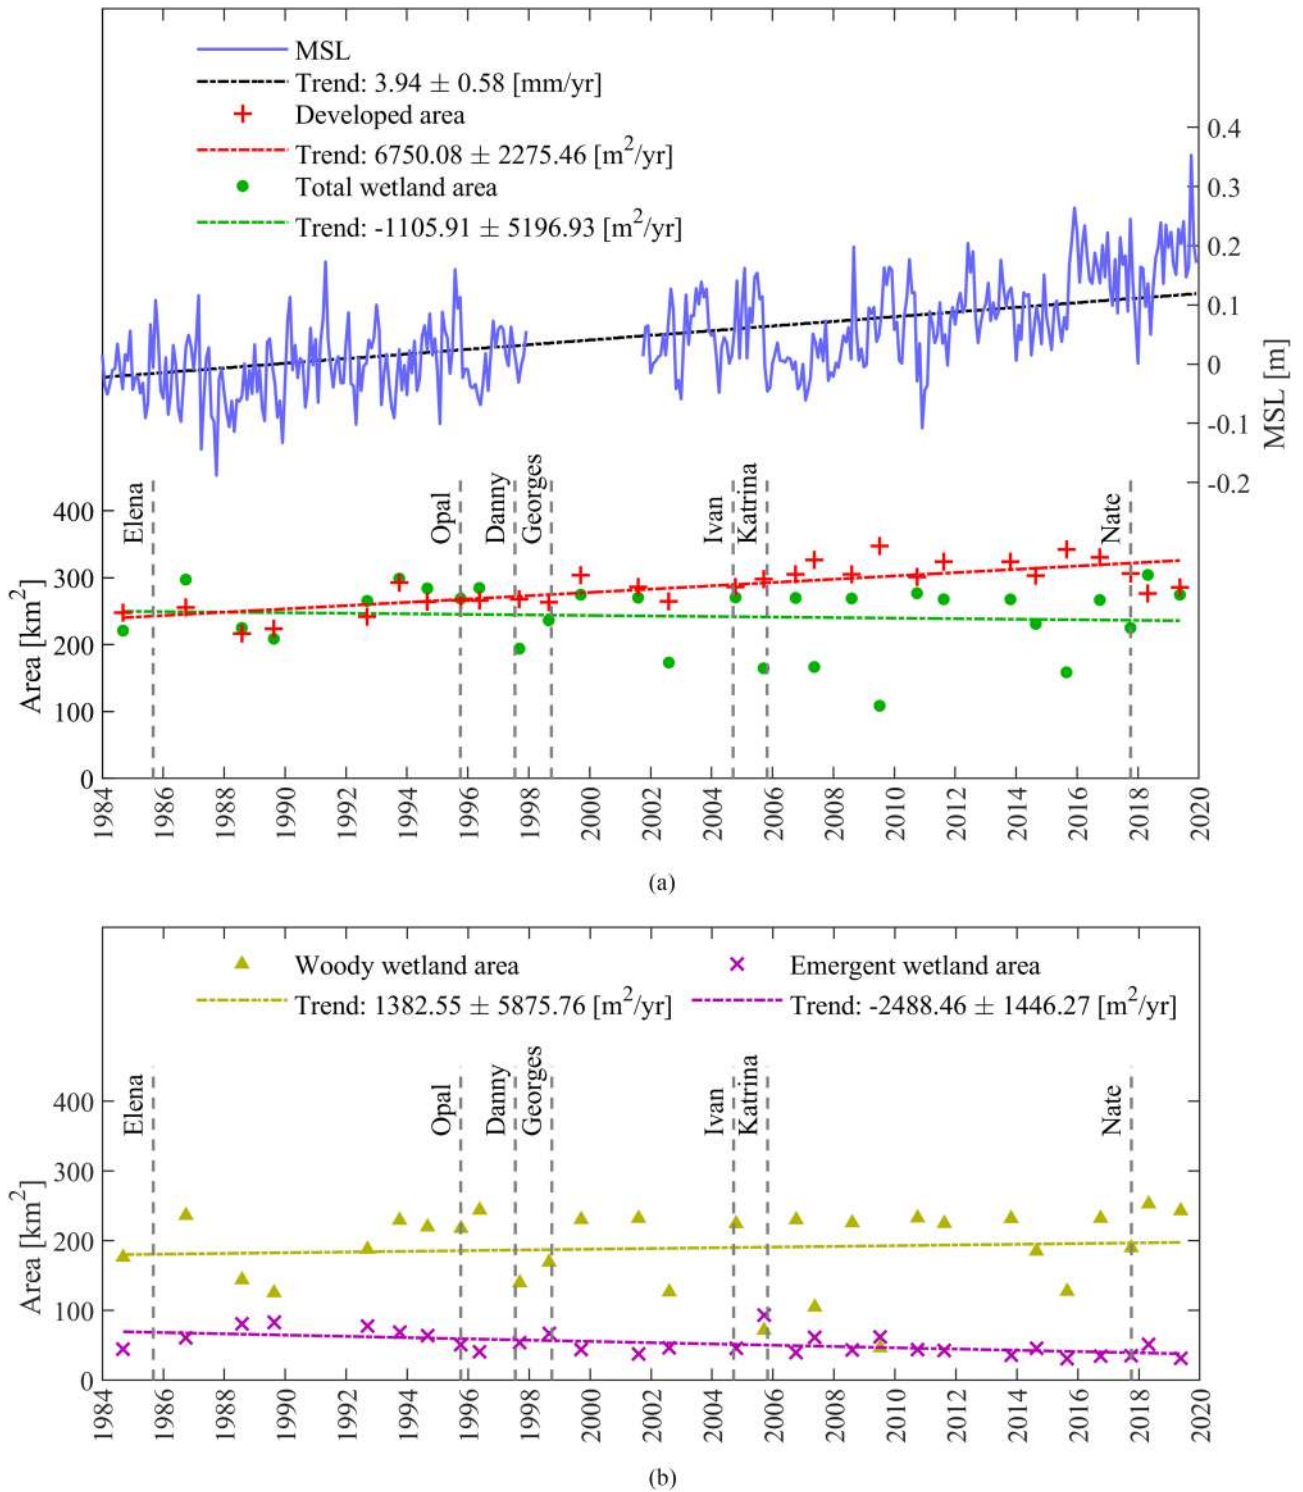 MSL
Trend: 3.94 ± 0.58 [mm/yr]
Developed area
Trend: 6750.08 ± 2275.46 [m²/yr]
Total wetland area
Trend: -1105.91 ± 5196.93 [m²/yr]
0.4
0.3
0.2
0.1
0
-0.1
-0.2
MSL [m]
Elena
Opal
Danny
Georges
Ivan
Katrina
Nate
400
300
200
100
0
Area [km²]
1984 1986 1988 1990 1992 1994 1996 1998 2000 2002 2004 2006 2008 2010 2012 2014 2016 2018 2020
(a)
Woody wetland area
Emergent wetland area
Trend: 1382.55 ± 5875.76 [m²/yr]
Trend: -2488.46 ± 1446.27 [m²/yr]
Elena
Opal
Danny
Georges
Ivan
Katrina
Nate
400
300
200
100
0
Area [km²]
1984 1986 1988 1990 1992 1994 1996 1998 2000 2002 2004 2006 2008 2010 2012 2014 2016 2018 2020
(b)